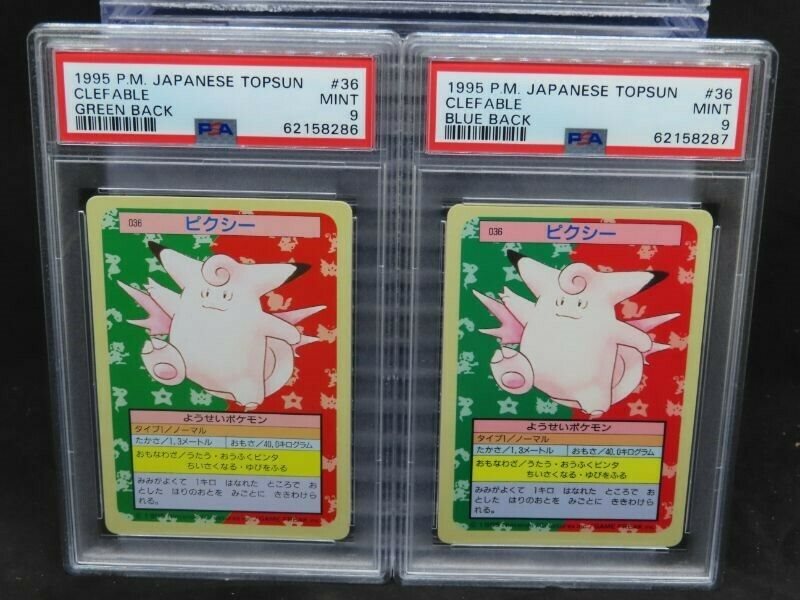 1995 P.M. JAPANESE TOPSUN #36
CLEFABLE MINT
GREEN BACK 9
PSA 62158286
036 ピクシー
ようせいポケモン
タイプ1/ノーマル
たかさ/1,3メートル おもさ/40,0キログラム
おもなわざ/うたう・おうふくビンタ
ちいさくなる・ゆびをふる
みみがよくて 1キロ はなれた ところで お
とした はりのおとを みごとに ききわけら
れる。
1995 P.M. JAPANESE TOPSUN #36
CLEFABLE MINT
BLUE BACK 9
PSA 62158287
036 ピクシー
ようせいポケモン
タイプ1/ノーマル
たかさ/1,3メートル おもさ/40,0キログラム
おもなわざ/うたう・おうふくビンタ
ちいさくなる・ゆびをふる
みみがよくて 1キロ はなれた ところで お
とした はりのおとを みごとに ききわけら
れる。
GAME FREAK inc.